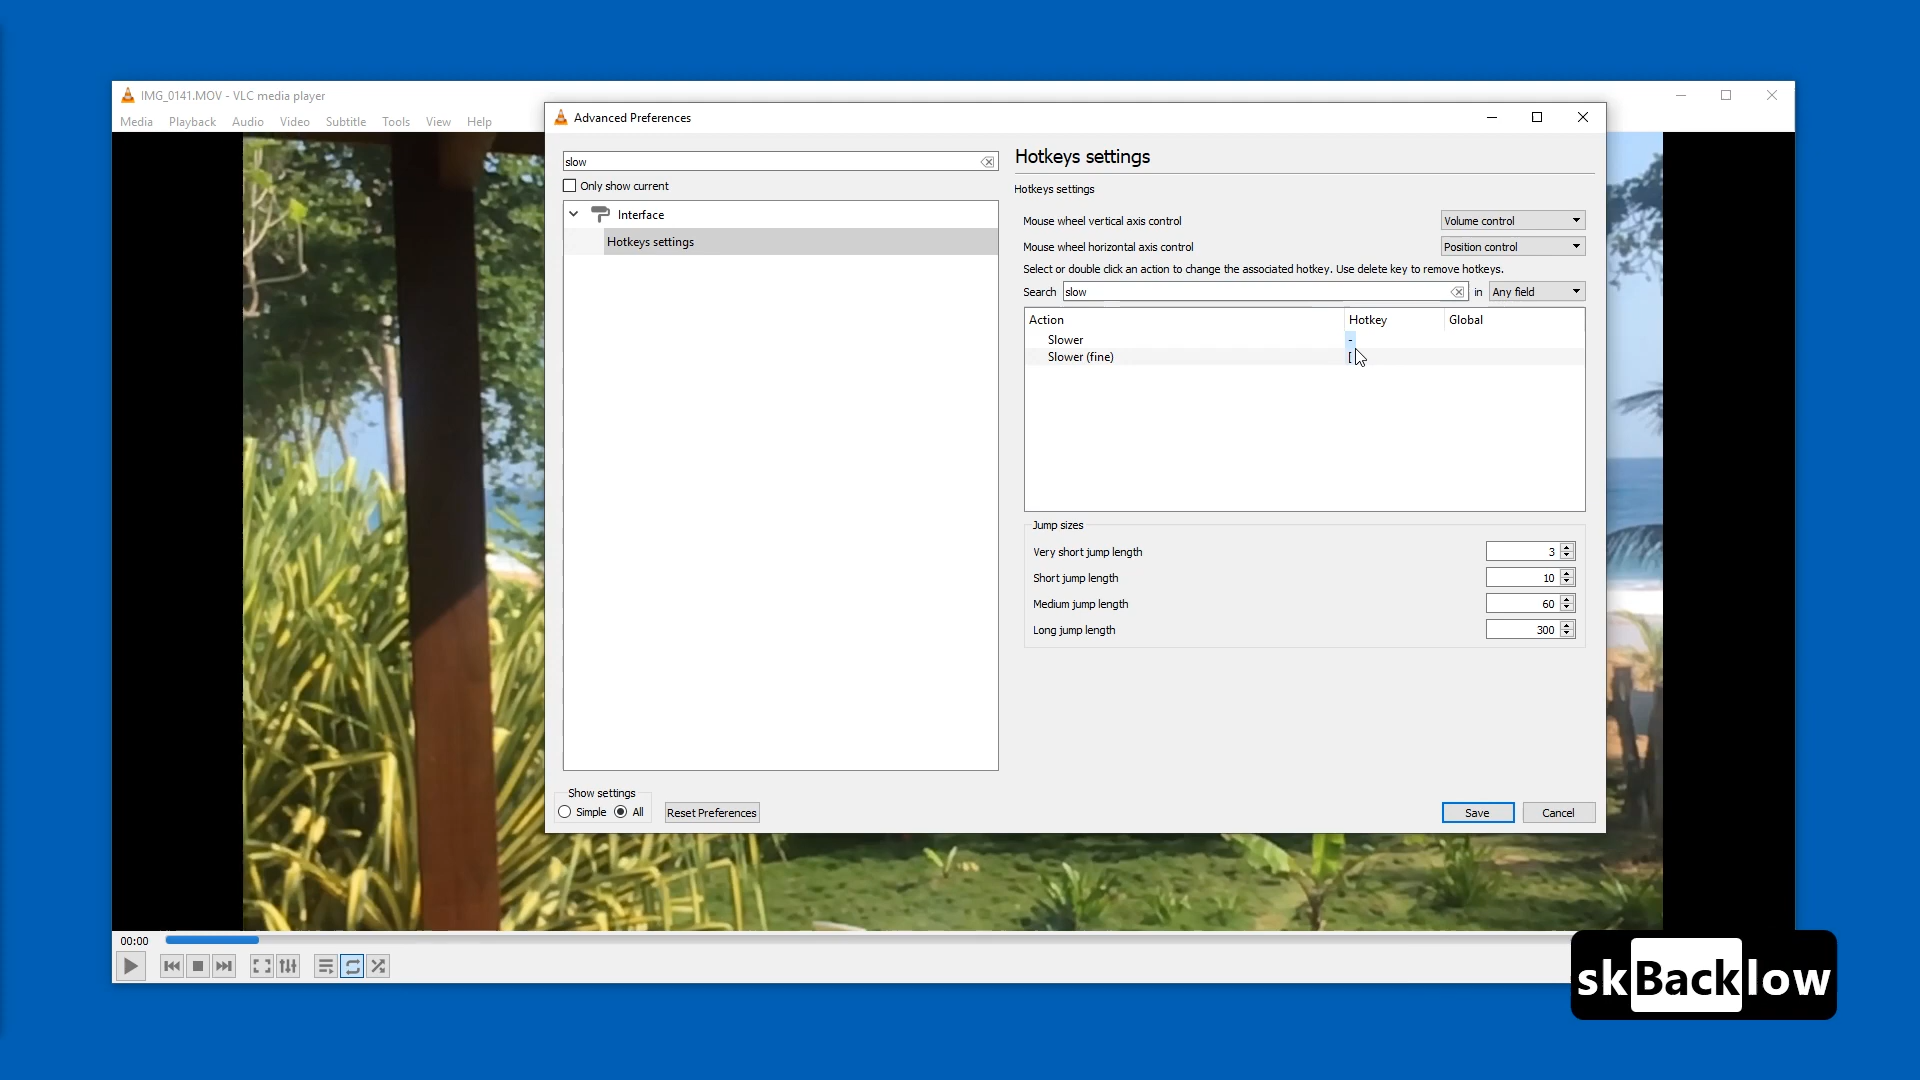 IMG_0141.MOV - VLC media player
Media Playback Audio Video Subtitle Tools View Help
Advanced Preferences
slow
Only show current
Interface
Hotkeys settings
Hotkeys settings
Hotkeys settings
Mouse wheel vertical axis control Volume control
Mouse wheel horizontal axis control Position control
Select or double click an action to change the associated hotkey. Use delete key to remove hotkeys.
Search slow in Any field
Action Hotkey Global
Slower -
Slower (fine) [
Jump sizes
Very short jump length 3
Short jump length 10
Medium jump length 60
Long jump length 300
Show settings
Simple All Reset Preferences Save Cancel
00:00
skBacklow